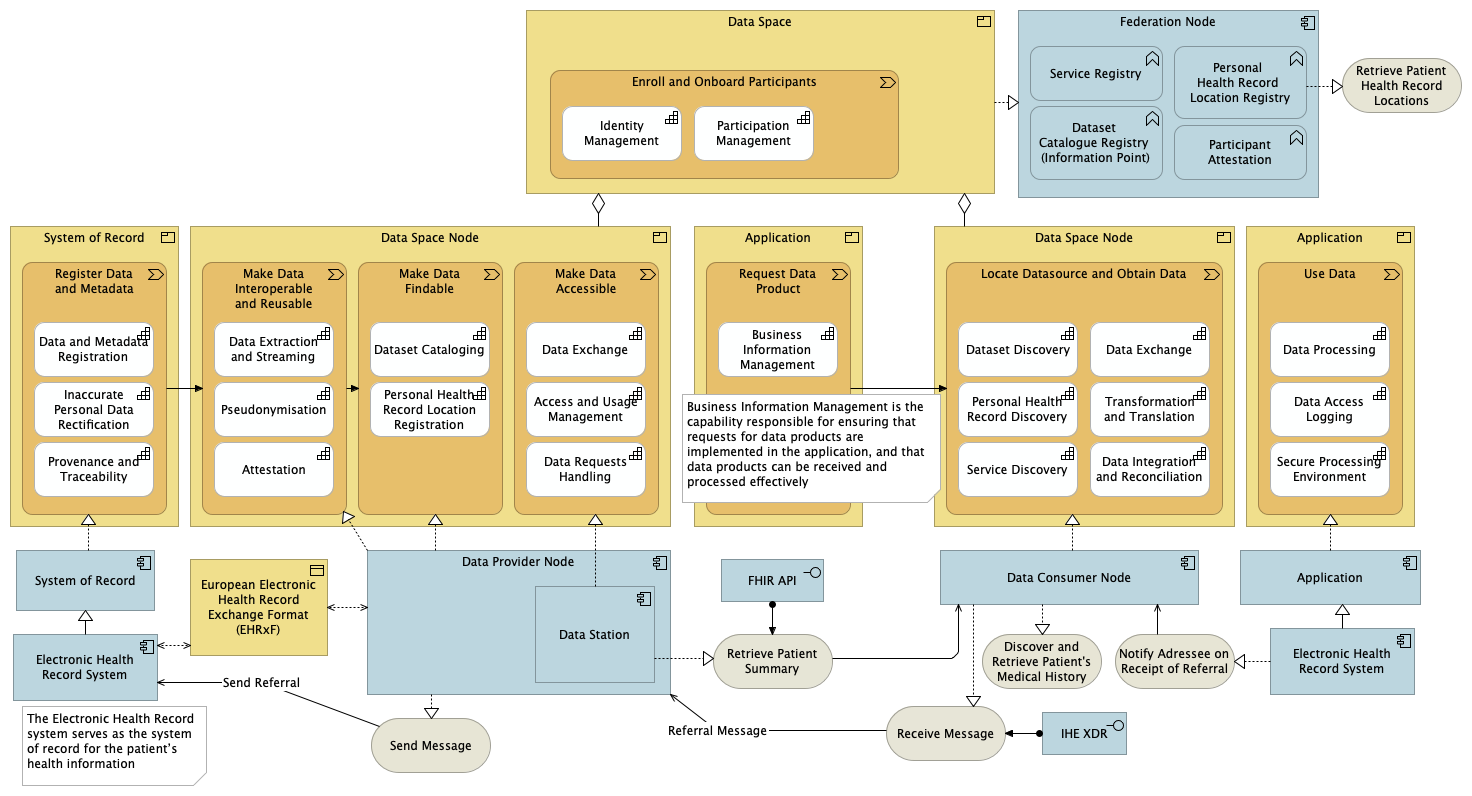 Data Space
Federation Node
Enroll and Onboard Participants
Identity
Management
Participation
Management
Service Registry
Personal
Health Record
Location Registry
Dataset
Catalogue Registry
(Information Point)
Participant
Attestation
Retrieve Patient
Health Record
Locations
System of Record
Register Data
and Metadata
Data and Metadata
Registration
Inaccurate
Personal Data
Rectification
Provenance and
Traceability
Data Space Node
Make Data
Interoperable
and Reusable
Data Extraction
and Streaming
Pseudonymisation
Attestation
Make Data
Findable
Dataset Cataloging
Personal Health
Record Location
Registration
Make Data
Accessible
Data Exchange
Access and Usage
Management
Data Requests
Handling
Application
Request Data
Product
Business
Information
Management
Business Information Management is the
capability responsible for ensuring that
requests for data products are
implemented in the application, and that
data products can be received and
processed effectively
Data Space Node
Locate Datasource and Obtain Data
Dataset Discovery
Data Exchange
Personal Health
Record Discovery
Transformation
and Translation
Service Discovery
Data Integration
and Reconciliation
Application
Use Data
Data Processing
Data Access
Logging
Secure Processing
Environment
System of Record
Electronic Health
Record System
European Electronic
Health Record
Exchange Format
(EHRxF)
Data Provider Node
Data Station
FHIR API
Retrieve Patient
Summary
Data Consumer Node
Discover and
Retrieve Patient's
Medical History
Notify Adressee on
Receipt of Referral
Application
Electronic Health
Record System
Send Referral
Send Message
Referral Message
Receive Message
IHE XDR
The Electronic Health Record
system serves as the system
of record for the patient's
health information